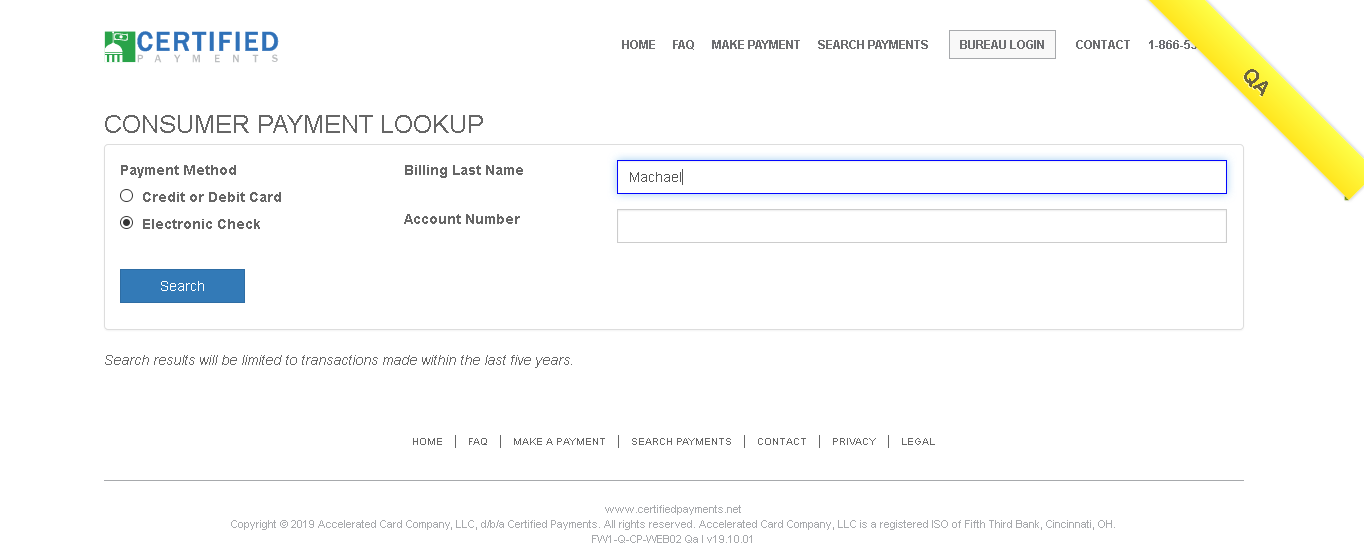 CERTIFIED
PAYMENTS
HOME FAQ MAKE PAYMENT SEARCH PAYMENTS BUREAU LOGIN CONTACT 1-866-53
QA
CONSUMER PAYMENT LOOKUP
Payment Method
Credit or Debit Card
Electronic Check
Billing Last Name
Machael
Account Number
Search
Search results will be limited to transactions made within the last five years.
HOME | FAQ | MAKE A PAYMENT | SEARCH PAYMENTS | CONTACT | PRIVACY | LEGAL
www.certifiedpayments.net
Copyright © 2019 Accelerated Card Company, LLC, d/b/a Certified Payments. All rights reserved. Accelerated Card Company, LLC is a registered ISO of Fifth Third Bank, Cincinnati, OH.
FW1-Q-CP-WEB02 Qa | v19.10.01